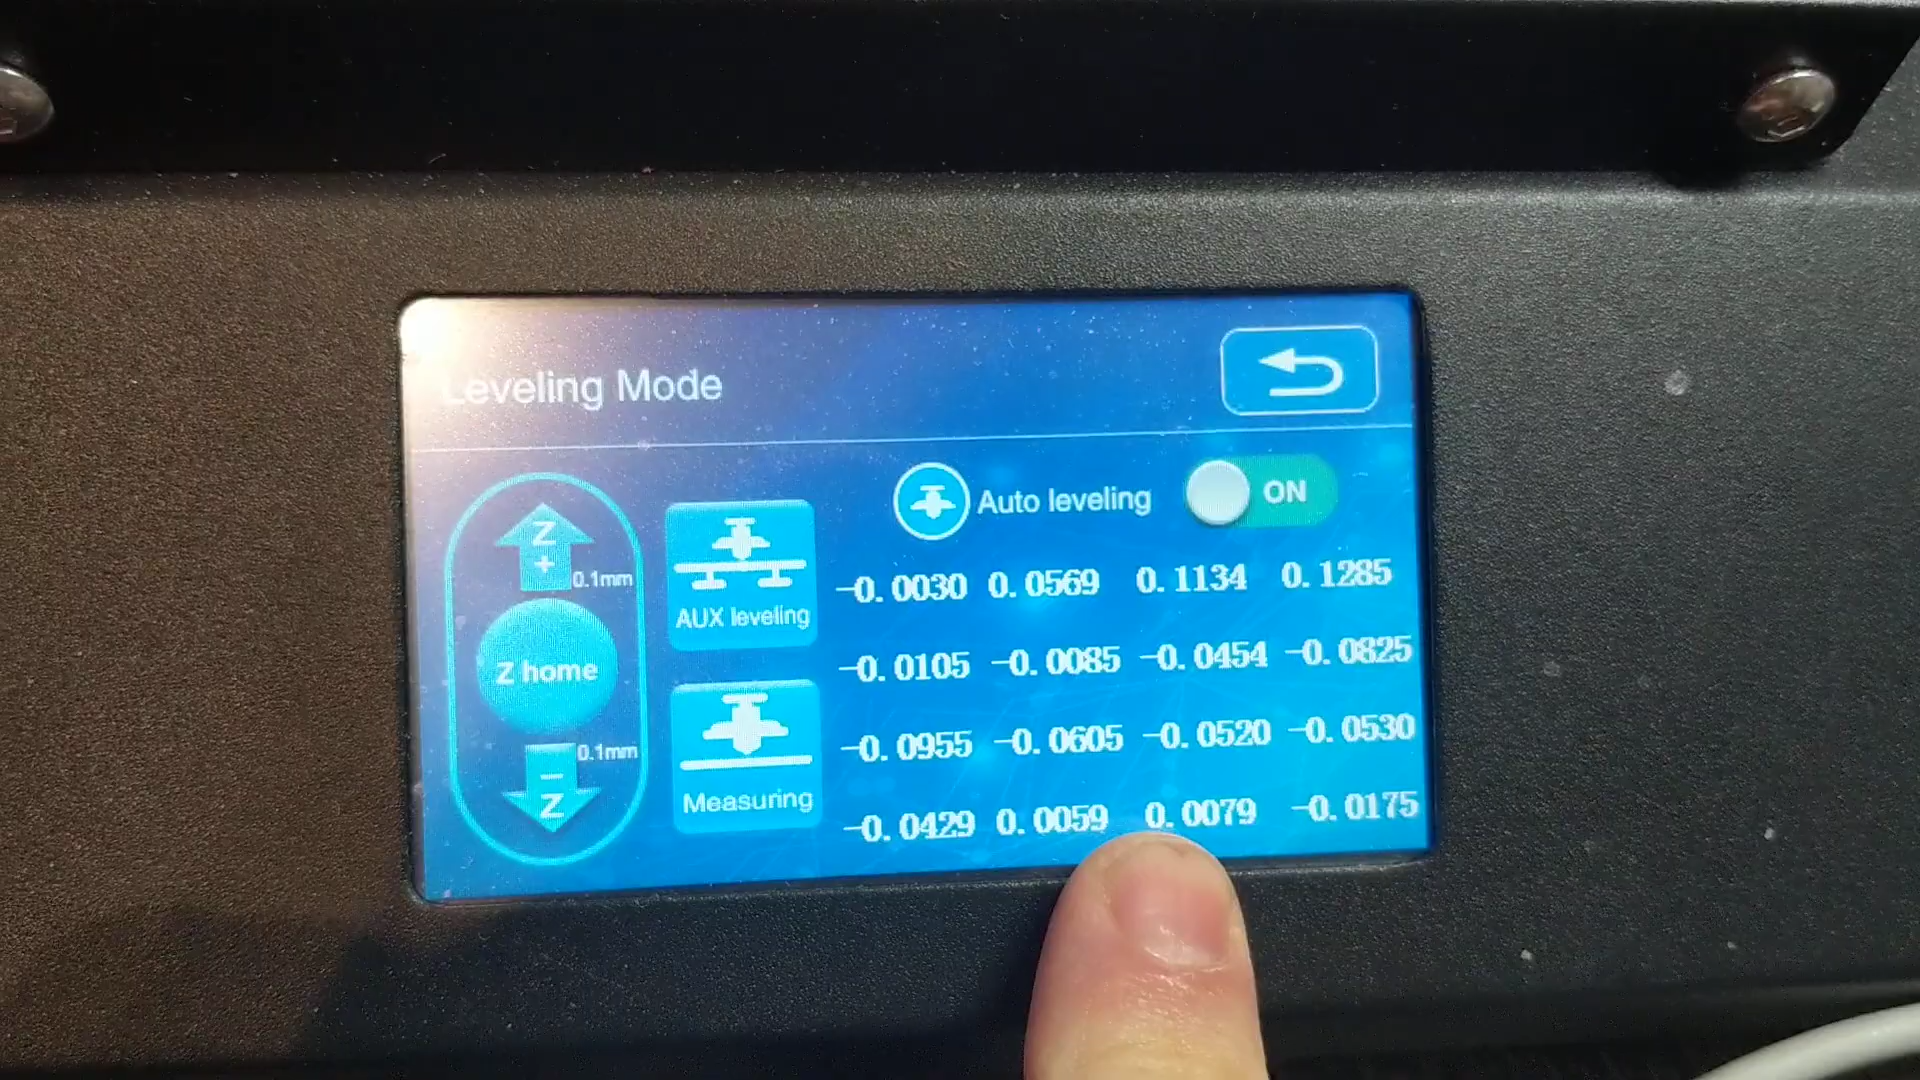 Leveling Mode
Auto leveling ON
Z
+
0.1mm
Z home
0.1mm
−
Z
AUX leveling
Measuring
-0.0030 0.0569 0.1134 0.1285
-0.0105 -0.0085 -0.0454 -0.0825
-0.0955 -0.0605 -0.0520 -0.0530
-0.0429 0.0059 0.0079 -0.0175